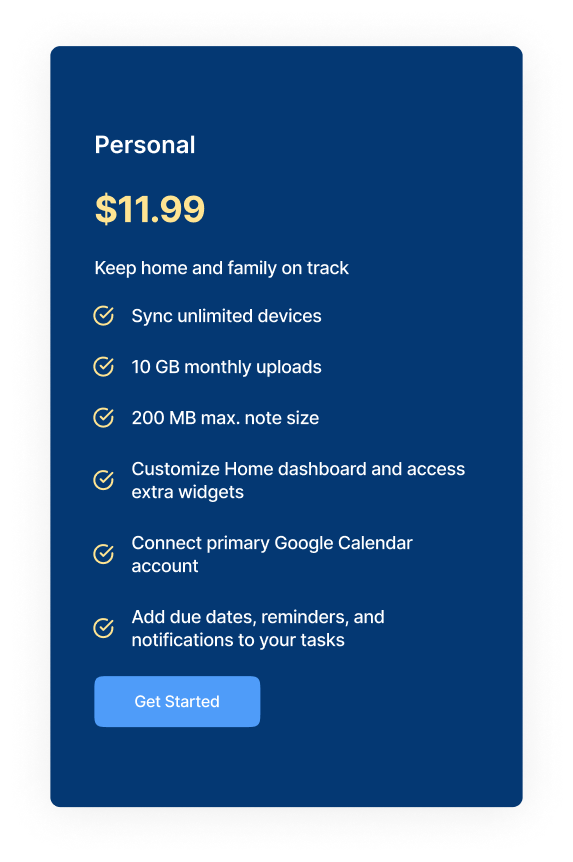 Personal
$11.99
Keep home and family on track
Sync unlimited devices
10 GB monthly uploads
200 MB max. note size
Customize Home dashboard and access
extra widgets
Connect primary Google Calendar
account
Add due dates, reminders, and
notifications to your tasks
Get Started